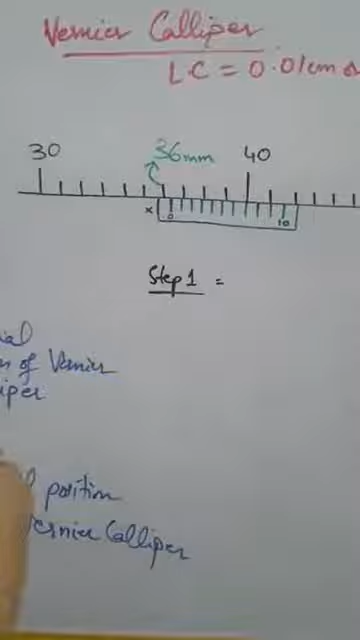 Vernier Calliper
LC = 0.01cm
30
36mm
40
x
0
10
Step 1 =
of Vernier
position
Vernier Calliper